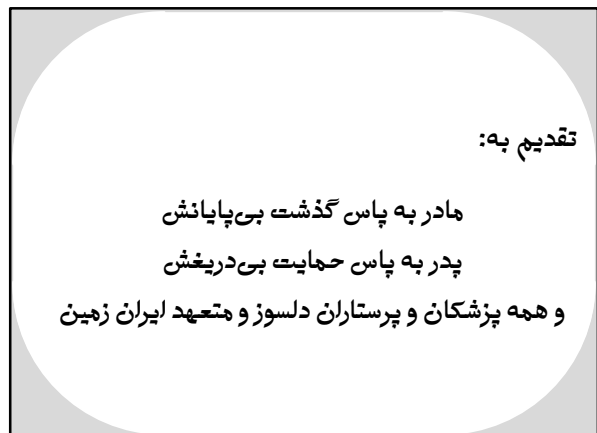 تقدیم به:
مادر به پاس گذشت بی‌پایانش
پدر به پاس حمایت بی‌دریغش
و همه پزشکان و پرستاران دلسوز و متعهد ایران زمین